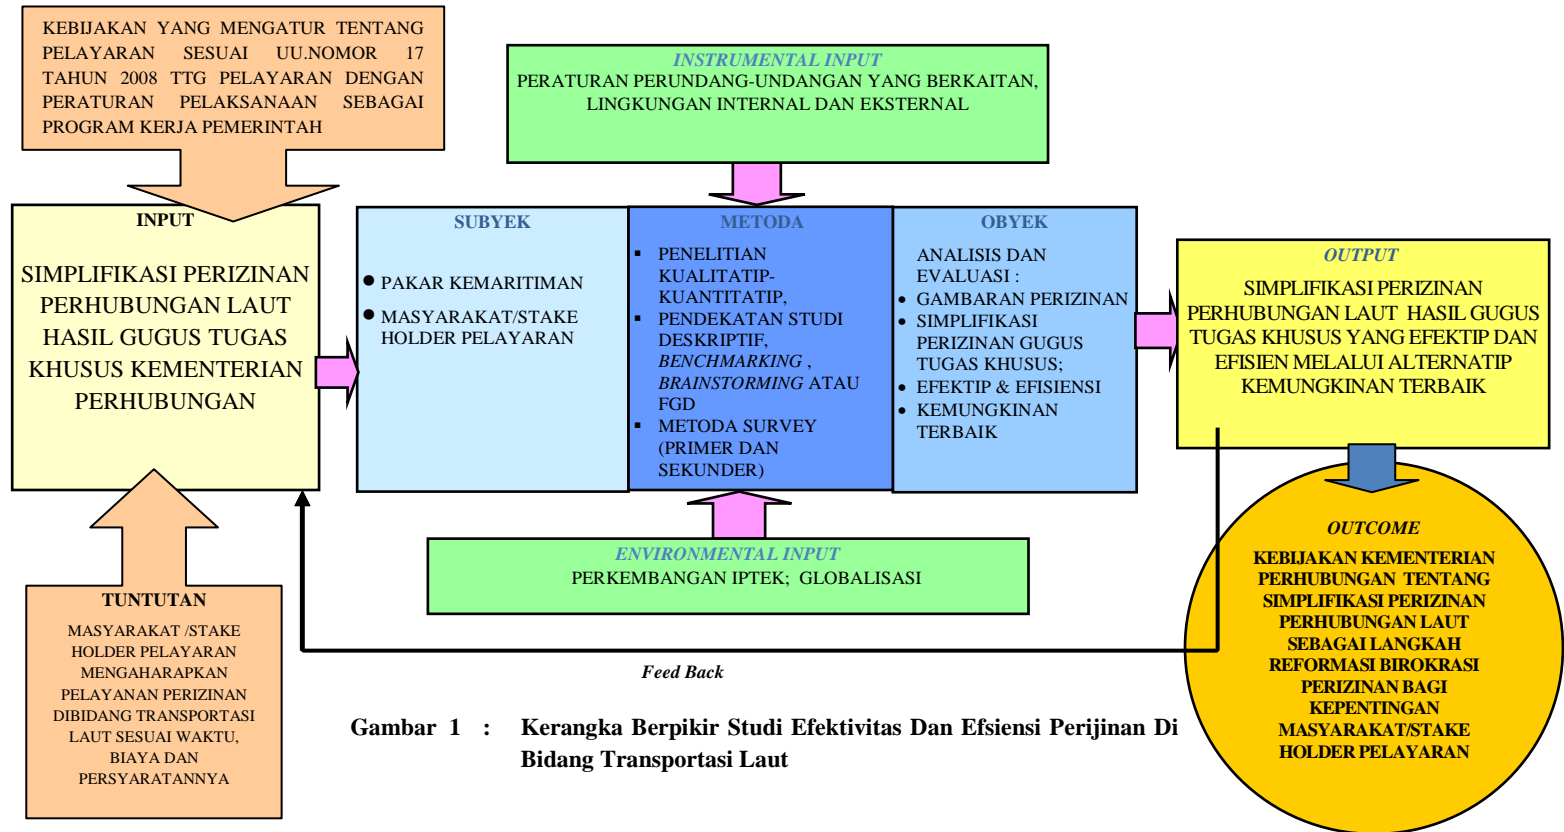 KEBIJAKAN YANG MENGATUR TENTANG
PELAYARAN SESUAI UU.NOMOR 17
TAHUN 2008 TTG PELAYARAN DENGAN
PERATURAN PELAKSANAAN SEBAGAI
PROGRAM KERJA PEMERINTAH
INSTRUMENTAL INPUT
PERATURAN PERUNDANG-UNDANGAN YANG BERKAITAN,
LINGKUNGAN INTERNAL DAN EKSTERNAL
INPUT
SIMPLIFIKASI PERIZINAN
PERHUBUNGAN LAUT
HASIL GUGUS TUGAS
KHUSUS KEMENTERIAN
PERHUBUNGAN
SUBYEK
● PAKAR KEMARITIMAN
● MASYARAKAT/STAKE
HOLDER PELAYARAN
METODA
▪ PENELITIAN
KUALITATIP-
KUANTITATIP,
▪ PENDEKATAN STUDI
DESKRIPTIF,
BENCHMARKING ,
BRAINSTORMING ATAU
FGD
▪ METODA SURVEY
(PRIMER DAN
SEKUNDER)
OBYEK
ANALISIS DAN
EVALUASI :
• GAMBARAN PERIZINAN
• SIMPLIFIKASI
PERIZINAN GUGUS
TUGAS KHUSUS;
• EFEKTIP & EFISIENSI
• KEMUNGKINAN
TERBAIK
OUTPUT
SIMPLIFIKASI PERIZINAN
PERHUBUNGAN LAUT HASIL GUGUS
TUGAS KHUSUS YANG EFEKTIP DAN
EFISIEN MELALUI ALTERNATIP
KEMUNGKINAN TERBAIK
ENVIRONMENTAL INPUT
PERKEMBANGAN IPTEK; GLOBALISASI
TUNTUTAN
MASYARAKAT /STAKE
HOLDER PELAYARAN
MENGAHARAPKAN
PELAYANAN PERIZINAN
DIBIDANG TRANSPORTASI
LAUT SESUAI WAKTU,
BIAYA DAN
PERSYARATANNYA
OUTCOME
KEBIJAKAN KEMENTERIAN
PERHUBUNGAN TENTANG
SIMPLIFIKASI PERIZINAN
PERHUBUNGAN LAUT
SEBAGAI LANGKAH
REFORMASI BIROKRASI
PERIZINAN BAGI
KEPENTINGAN
MASYARAKAT/STAKE
HOLDER PELAYARAN
Feed Back
Gambar 1 : Kerangka Berpikir Studi Efektivitas Dan Efsiensi Perijinan Di
Bidang Transportasi Laut